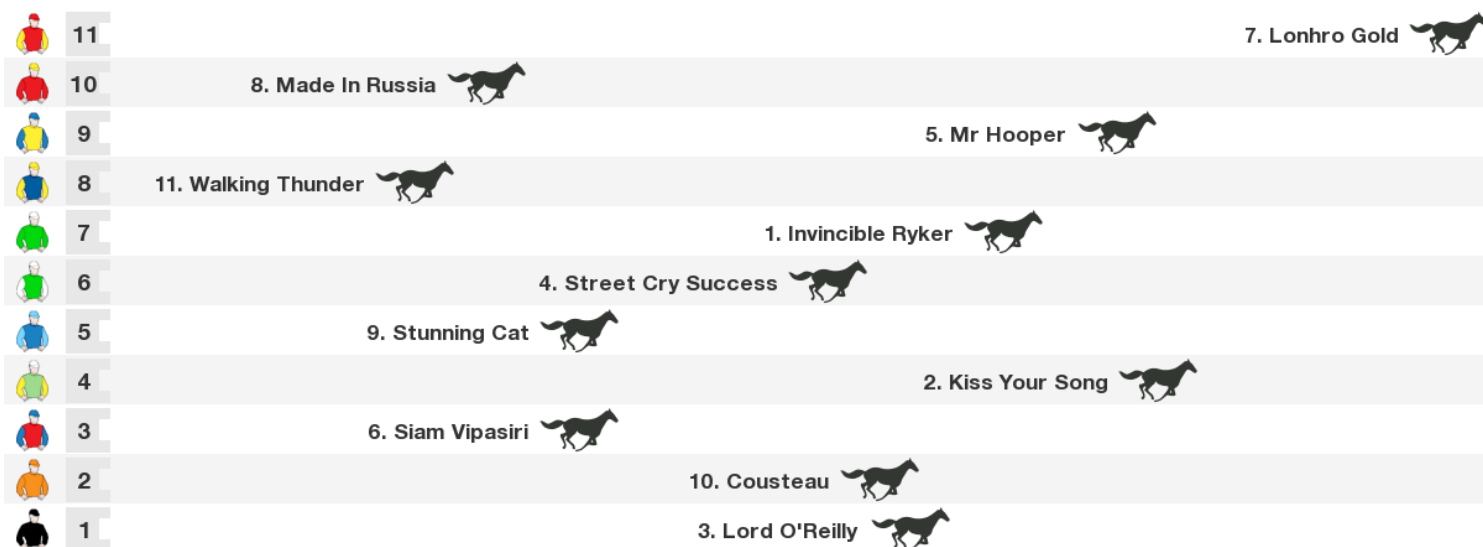 11 7. Lonhro Gold
10 8. Made In Russia
9 5. Mr Hooper
8 11. Walking Thunder
7 1. Invincible Ryker
6 4. Street Cry Success
5 9. Stunning Cat
4 2. Kiss Your Song
3 6. Siam Vipasiri
2 10. Cousteau
1 3. Lord O'Reilly